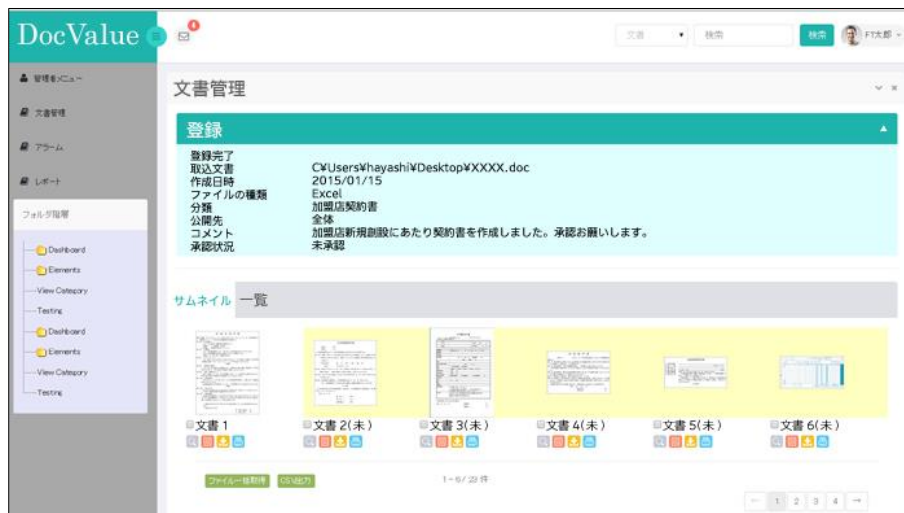 DocValue
4
文書
検索
検索
FT太郎
管理者メニュー
文書管理
アラーム
レポート
フォルダ階層
Dashboard
Elements
View Category
Testing
Dashboard
Elements
View Category
Testing
文書管理
登録
登録完了
取込文書 C¥Users¥hayashi¥Desktop¥XXXX.doc
作成日時 2015/01/15
ファイルの種類 Excel
分類 加盟店契約書
公開先 全体
コメント 加盟店新規創設にあたり契約書を作成しました。承認お願いします。
承認状況 未承認
サムネイル 一覧
文書 1 文書 2(未) 文書 3(未) 文書 4(未) 文書 5(未) 文書 6(未)
ファイル一括取得 CSV出力 1-6/ 23 件
← 1 2 3 4 →